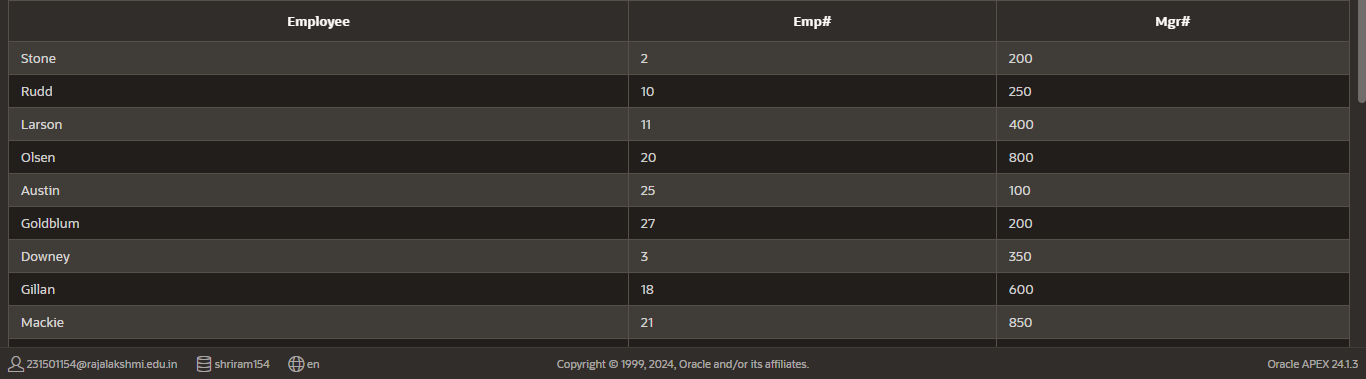 Employee Emp# Mgr#
Stone 2 200
Rudd 10 250
Larson 11 400
Olsen 20 800
Austin 25 100
Goldblum 27 200
Downey 3 350
Gillan 18 600
Mackie 21 850
231501154@rajalakshmi.edu.in shriram154 en Copyright © 1999, 2024, Oracle and/or its affiliates. Oracle APEX 24.1.3